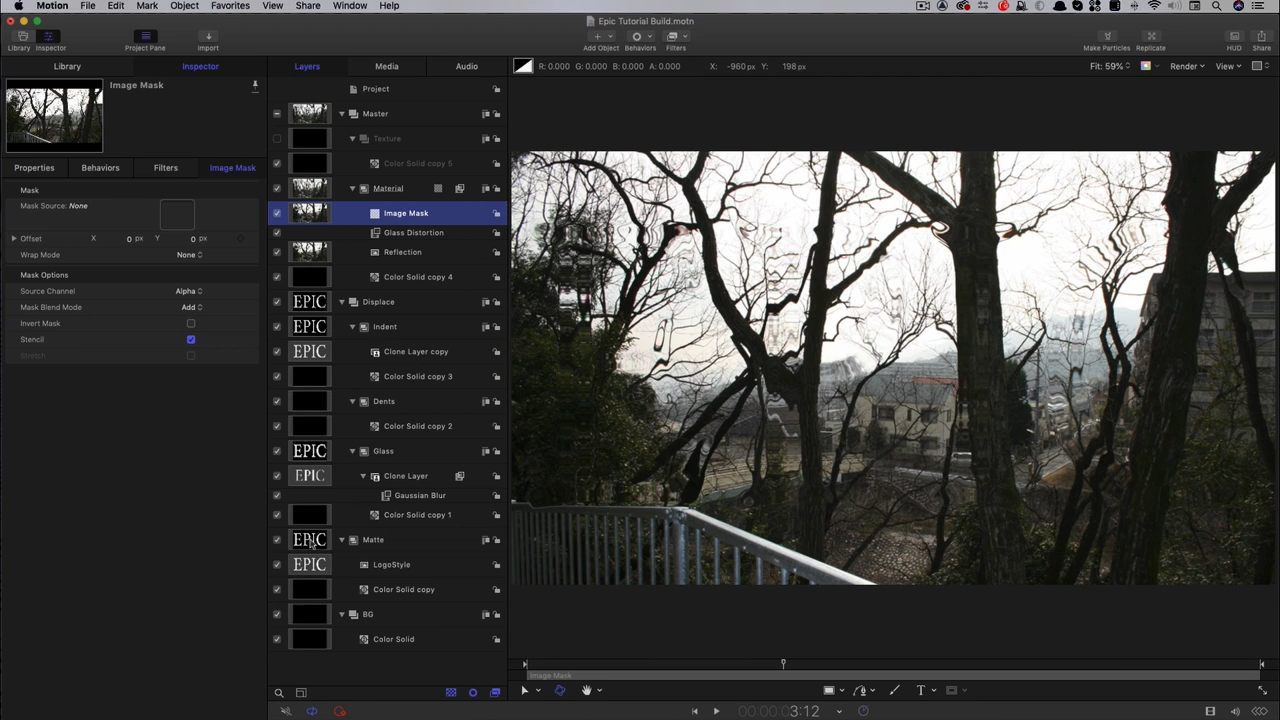 Motion File Edit Mark Object Favorites View Share Window Help
Epic Tutorial Build.motn
Library Inspector Project Pane Import Add Object Behaviors Filters Make Particles Replicate HUD Share
Library Inspector Layers Media Audio R: 0.000 G: 0.000 B: 0.000 A: 0.000 X: -960 px Y: 198 px Fit: 59% Render View
Image Mask
Project
Master
Texture
Color Solid copy 5
Properties Behaviors Filters Image Mask
Material
Mask
Mask Source: None
Offset X 0 px Y 0 px
Wrap Mode None
Mask Options
Source Channel Alpha
Mask Blend Mode Add
Invert Mask
Stencil
Stretch
Image Mask
Glass Distortion
Reflection
Color Solid copy 4
EPIC Displace
EPIC Indent
EPIC Clone Layer copy
Color Solid copy 3
Dents
Color Solid copy 2
EPIC Glass
EPIC Clone Layer
Gaussian Blur
Color Solid copy 1
EPIC Matte
EPIC LogoStyle
Color Solid copy
BG
Color Solid
Image Mask
T
00:00:03:12